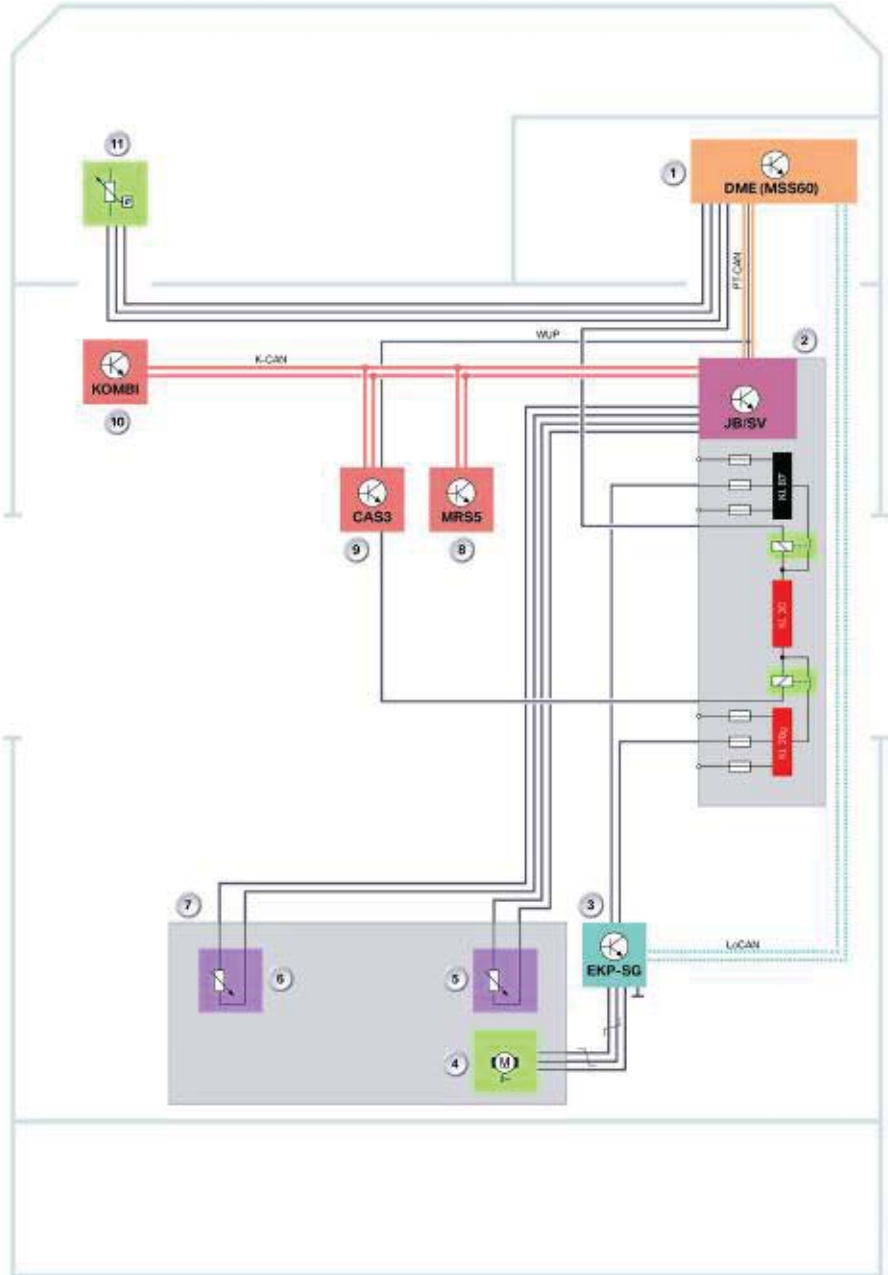 11
1
DME (MSS60)
PT-CAN
P
WUP
2
K-CAN
KOMBI
JB/SV
10
KL 87
CAS3
MRS5
9
8
KL 30
KL 30g
7
3
LoCAN
6
5
EKP-SG
4
M